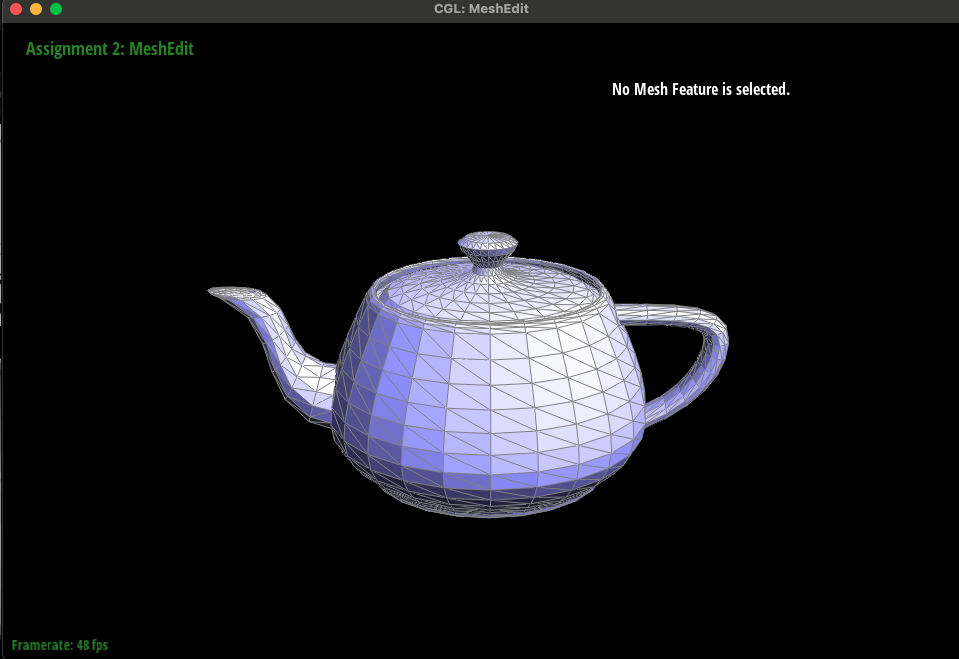 CGL: MeshEdit
Assignment 2: MeshEdit
No Mesh Feature is selected.
Framerate: 48 fps